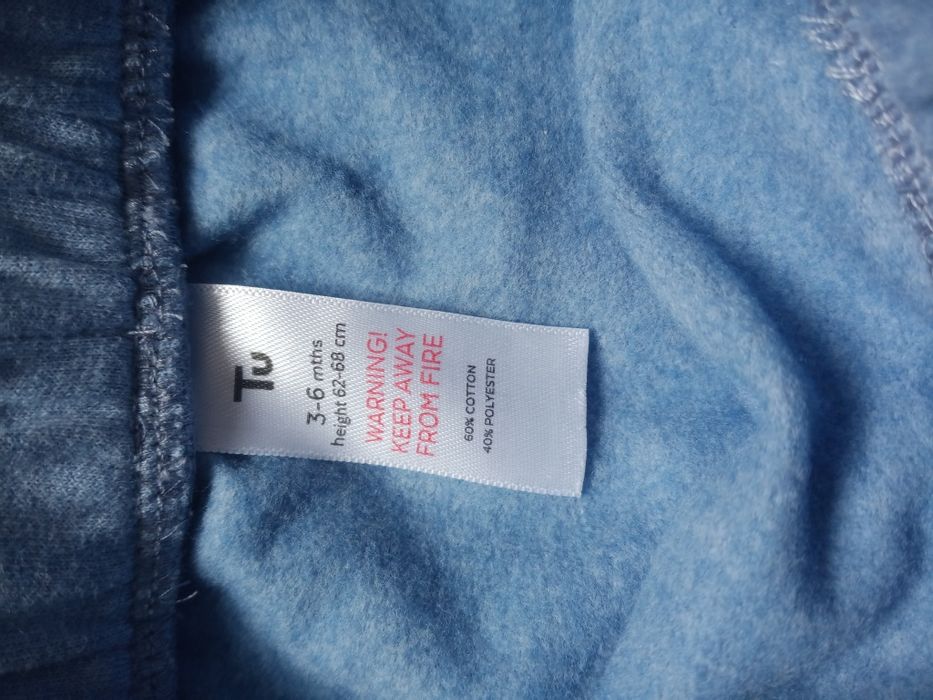 Tu
3-6 mths
height 62-68 cm
WARNING!
KEEP AWAY
FROM FIRE
60% COTTON
40% POLYESTER